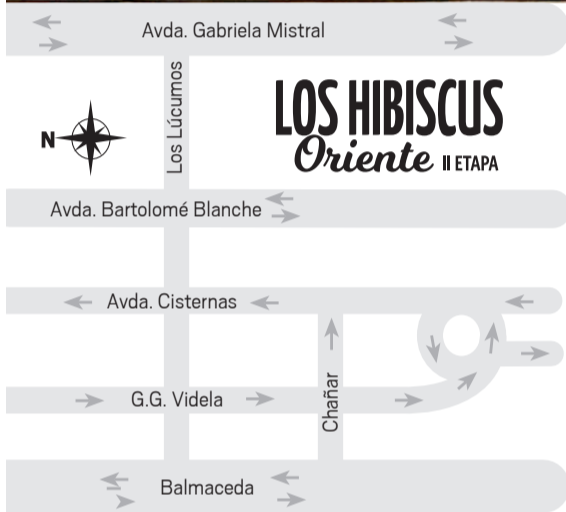 Avda. Gabriela Mistral
Los Lúcumos
LOS HIBISCUS
Oriente II ETAPA
N
Avda. Bartolomé Blanche
Avda. Cisternas
G.G. Videla
Chañar
Balmaceda